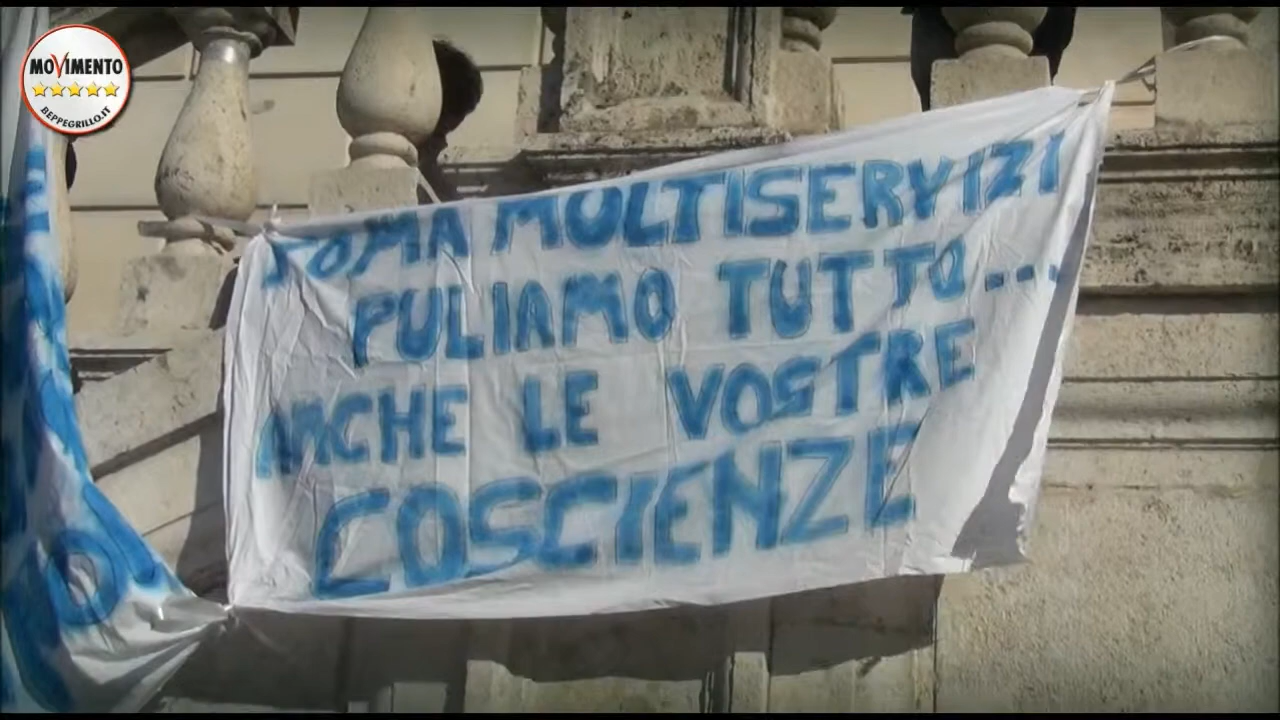 MOVIMENTO
BEPPEGRILLO.IT
ROMA MULTISERVIZI
PULIAMO TUTTO...
ANCHE LE VOSTRE
COSCIENZE